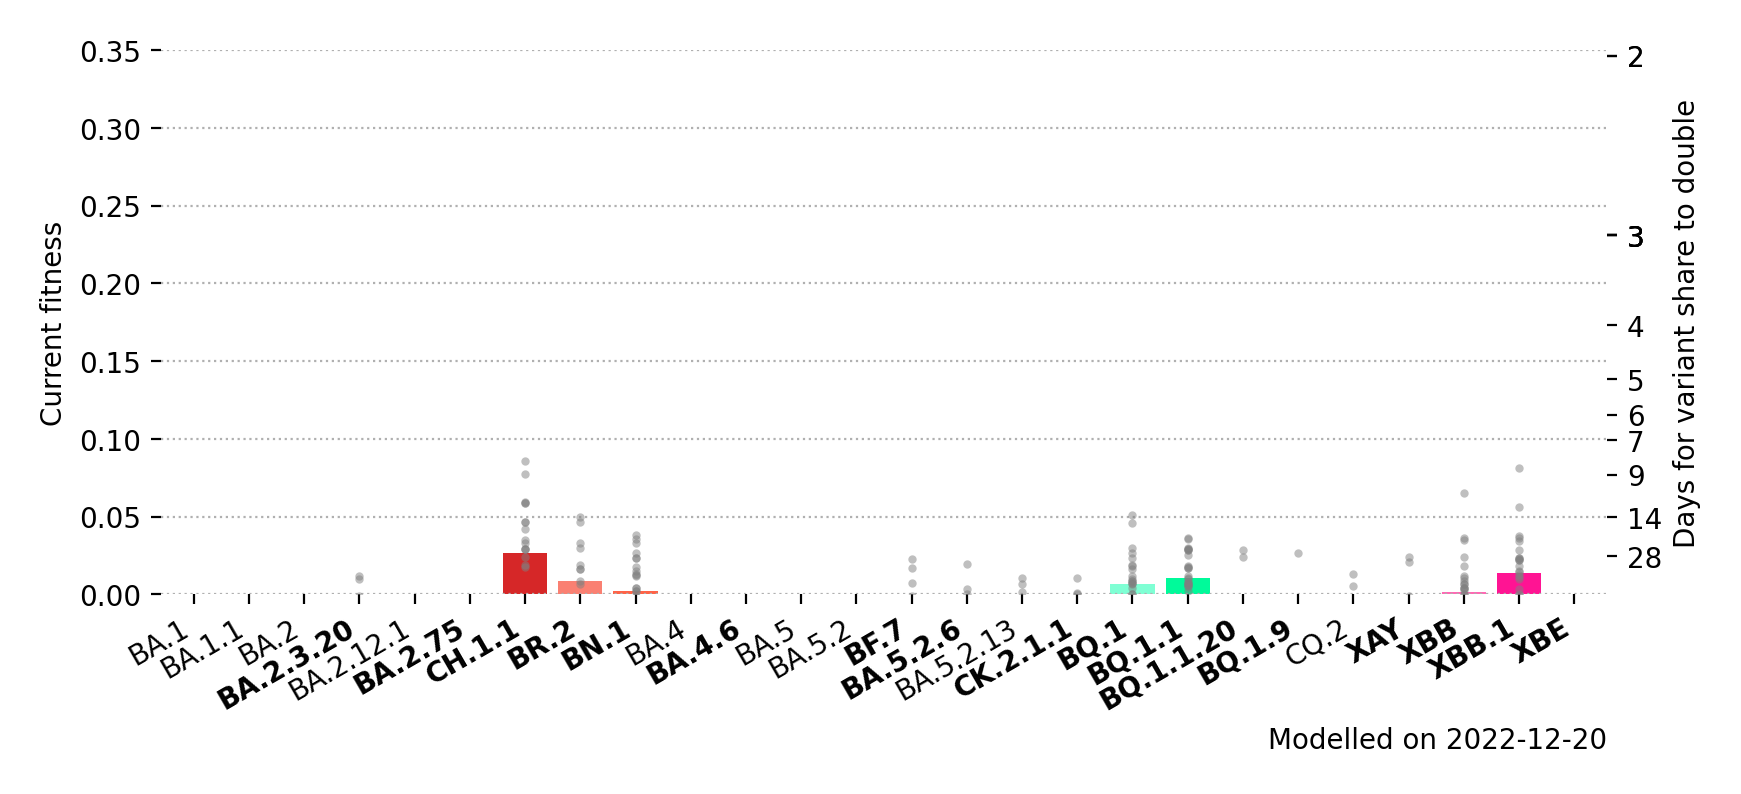 0.35
0.30
0.25
0.20
0.15
0.10
0.05
0.00
Current fitness
2
3
4
5
6
7
9
14
28
Days for variant share to double
BA.1
BA.1.1
BA.2
BA.2.3.20
BA.2.12.1
BA.2.75
CH.1.1
BR.2
BN.1
BA.4
BA.4.6
BA.5
BA.5.2
BF.7
BA.5.2.6
BA.5.2.13
CK.2.1.1
BQ.1
BQ.1.1
BQ.1.1.20
BQ.1.9
CQ.2
XAY
XBB
XBB.1
XBE
Modelled on 2022-12-20